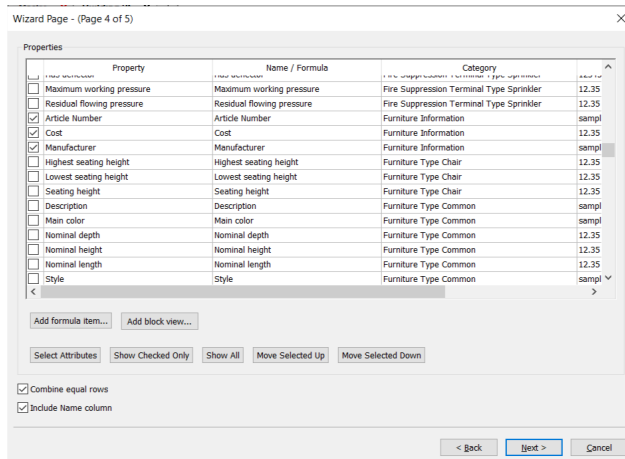 Wizard Page - (Page 4 of 5)
Properties
Property Name / Formula Category
Maximum working pressure Maximum working pressure Fire Suppression Terminal Type Sprinkler 12.35
Residual flowing pressure Residual flowing pressure Fire Suppression Terminal Type Sprinkler 12.35
Article Number Article Number Furniture Information sampl
Cost Cost Furniture Information 12.35
Manufacturer Manufacturer Furniture Information sampl
Highest seating height Highest seating height Furniture Type Chair 12.35
Lowest seating height Lowest seating height Furniture Type Chair 12.35
Seating height Seating height Furniture Type Chair 12.35
Description Description Furniture Type Common sampl
Main color Main color Furniture Type Common sampl
Nominal depth Nominal depth Furniture Type Common 12.35
Nominal height Nominal height Furniture Type Common 12.35
Nominal length Nominal length Furniture Type Common 12.35
Style Style Furniture Type Common sampl
Add formula item... Add block view...
Select Attributes Show Checked Only Show All Move Selected Up Move Selected Down
Combine equal rows
Include Name column
< Back Next > Cancel